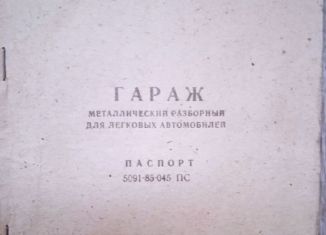 ГАРАЖ
МЕТАЛЛИЧЕСКИЙ РАЗБОРНЫЙ
ДЛЯ ЛЕГКОВЫХ АВТОМОБИЛЕЙ
ПАСПОРТ
5091-85-045 ПС